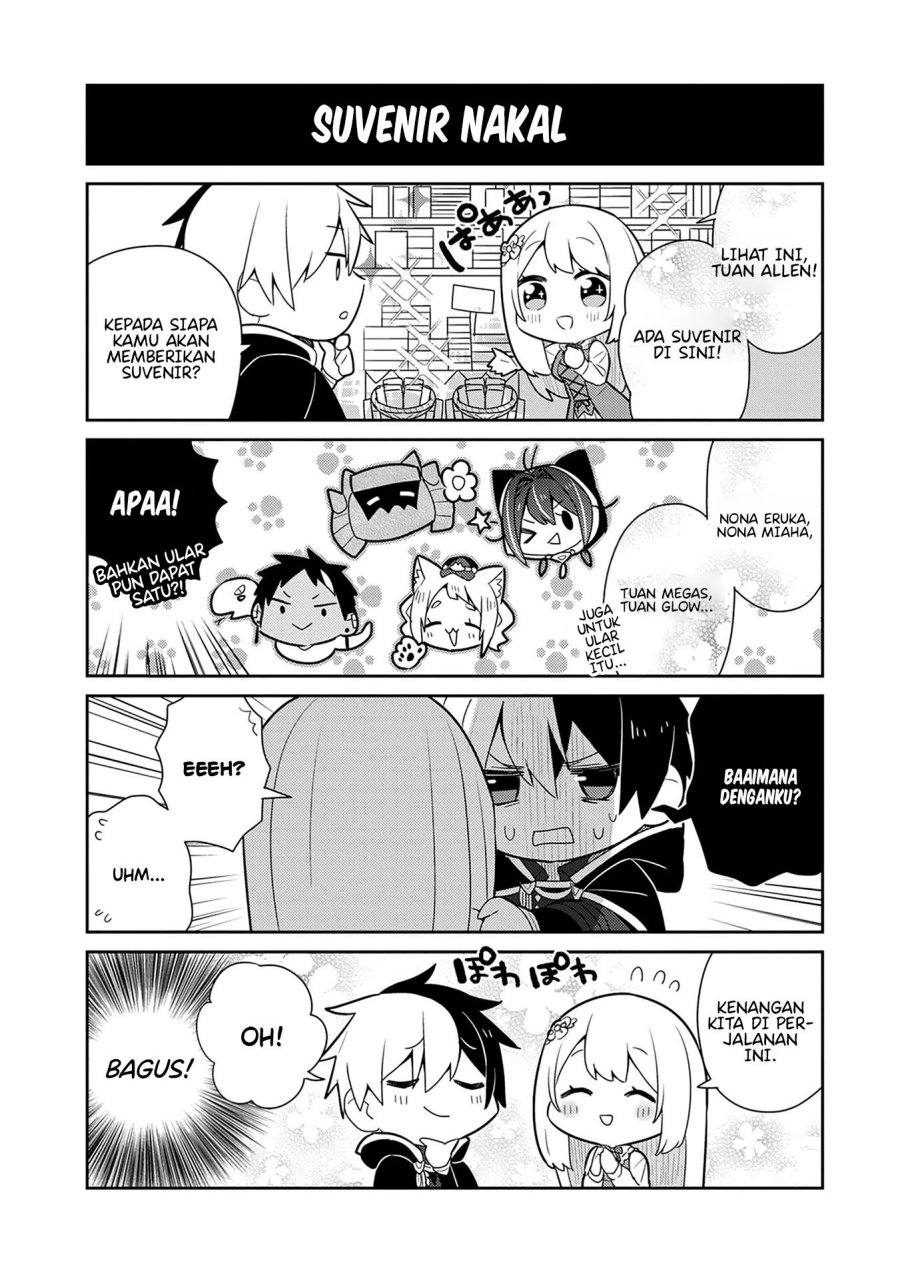 SUVENIR NAKAL
LIHAT INI,
TUAN ALLEN!
ADA SUVENIR
DI SINI!
ぱああっ
KEPADA SIAPA
KAMU AKAN
MEMBERIKAN
SUVENIR?
NONA ERUKA,
NONA MIAHA,
TUAN MEGAS,
TUAN GLOW...
JUGA
UNTUK
ULAR
KECIL
ITU...
APAA!
BAHKAN ULAR
PUN DAPAT
SATU?!
BAAIMANA
DENGANKU?
EEEH?
UHM...
KENANGAN
KITA DI PER-
JALANAN
INI.
ぽわぽわ
OH!
BAGUS!